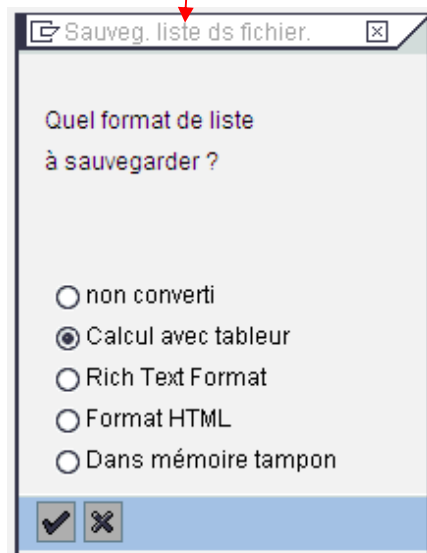 Sauveg. liste ds fichier.
Quel format de liste
à sauvegarder ?
non converti
Calcul avec tableur
Rich Text Format
Format HTML
Dans mémoire tampon